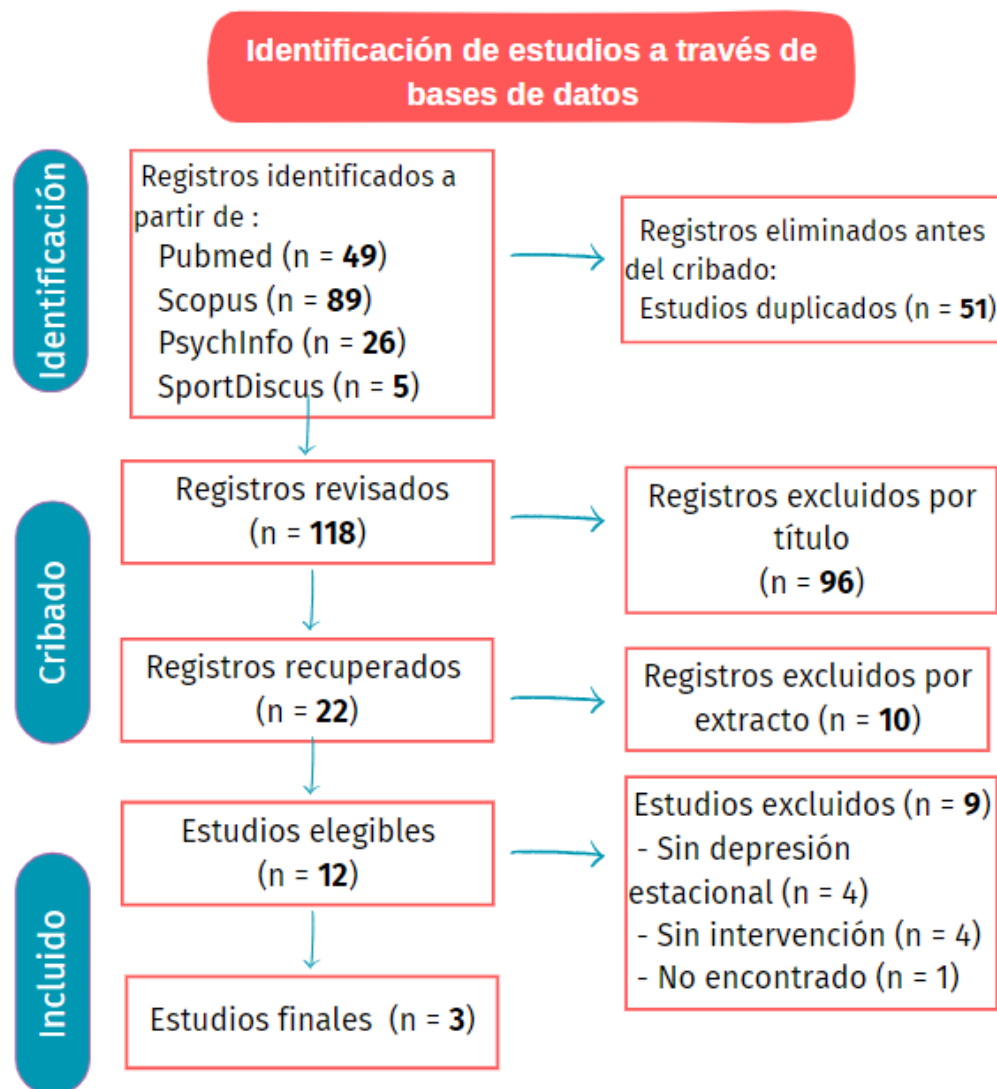 Identificación de estudios a través de
bases de datos
Identificación
Registros identificados a
partir de :
Pubmed (n = 49)
Scopus (n = 89)
PsychInfo (n = 26)
SportDiscus (n = 5)
Registros eliminados antes
del cribado:
Estudios duplicados (n = 51)
Cribado
Registros revisados
(n = 118)
Registros excluidos por
título
(n = 96)
Registros recuperados
(n = 22)
Registros excluidos por
extracto (n = 10)
Incluido
Estudios elegibles
(n = 12)
Estudios excluidos (n = 9)
- Sin depresión
estacional (n = 4)
- Sin intervención (n = 4)
- No encontrado (n = 1)
Estudios finales (n = 3)